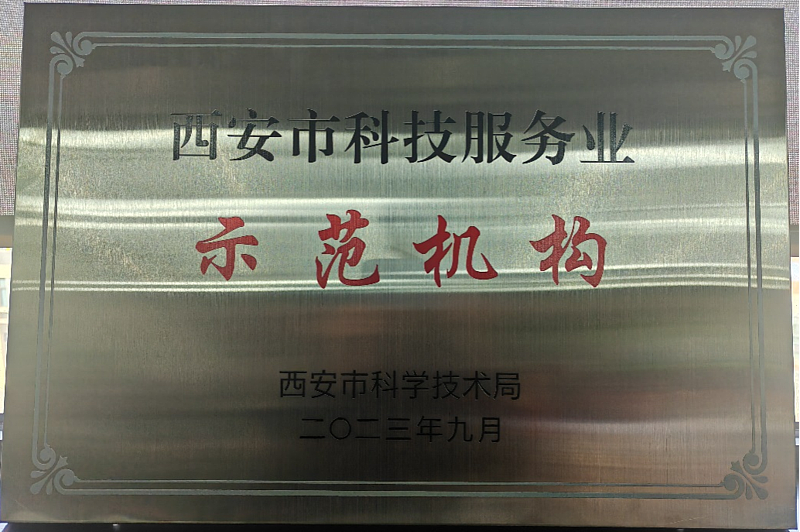 西安市科技服务业
示范机构
西安市科学技术局
二〇二三年九月